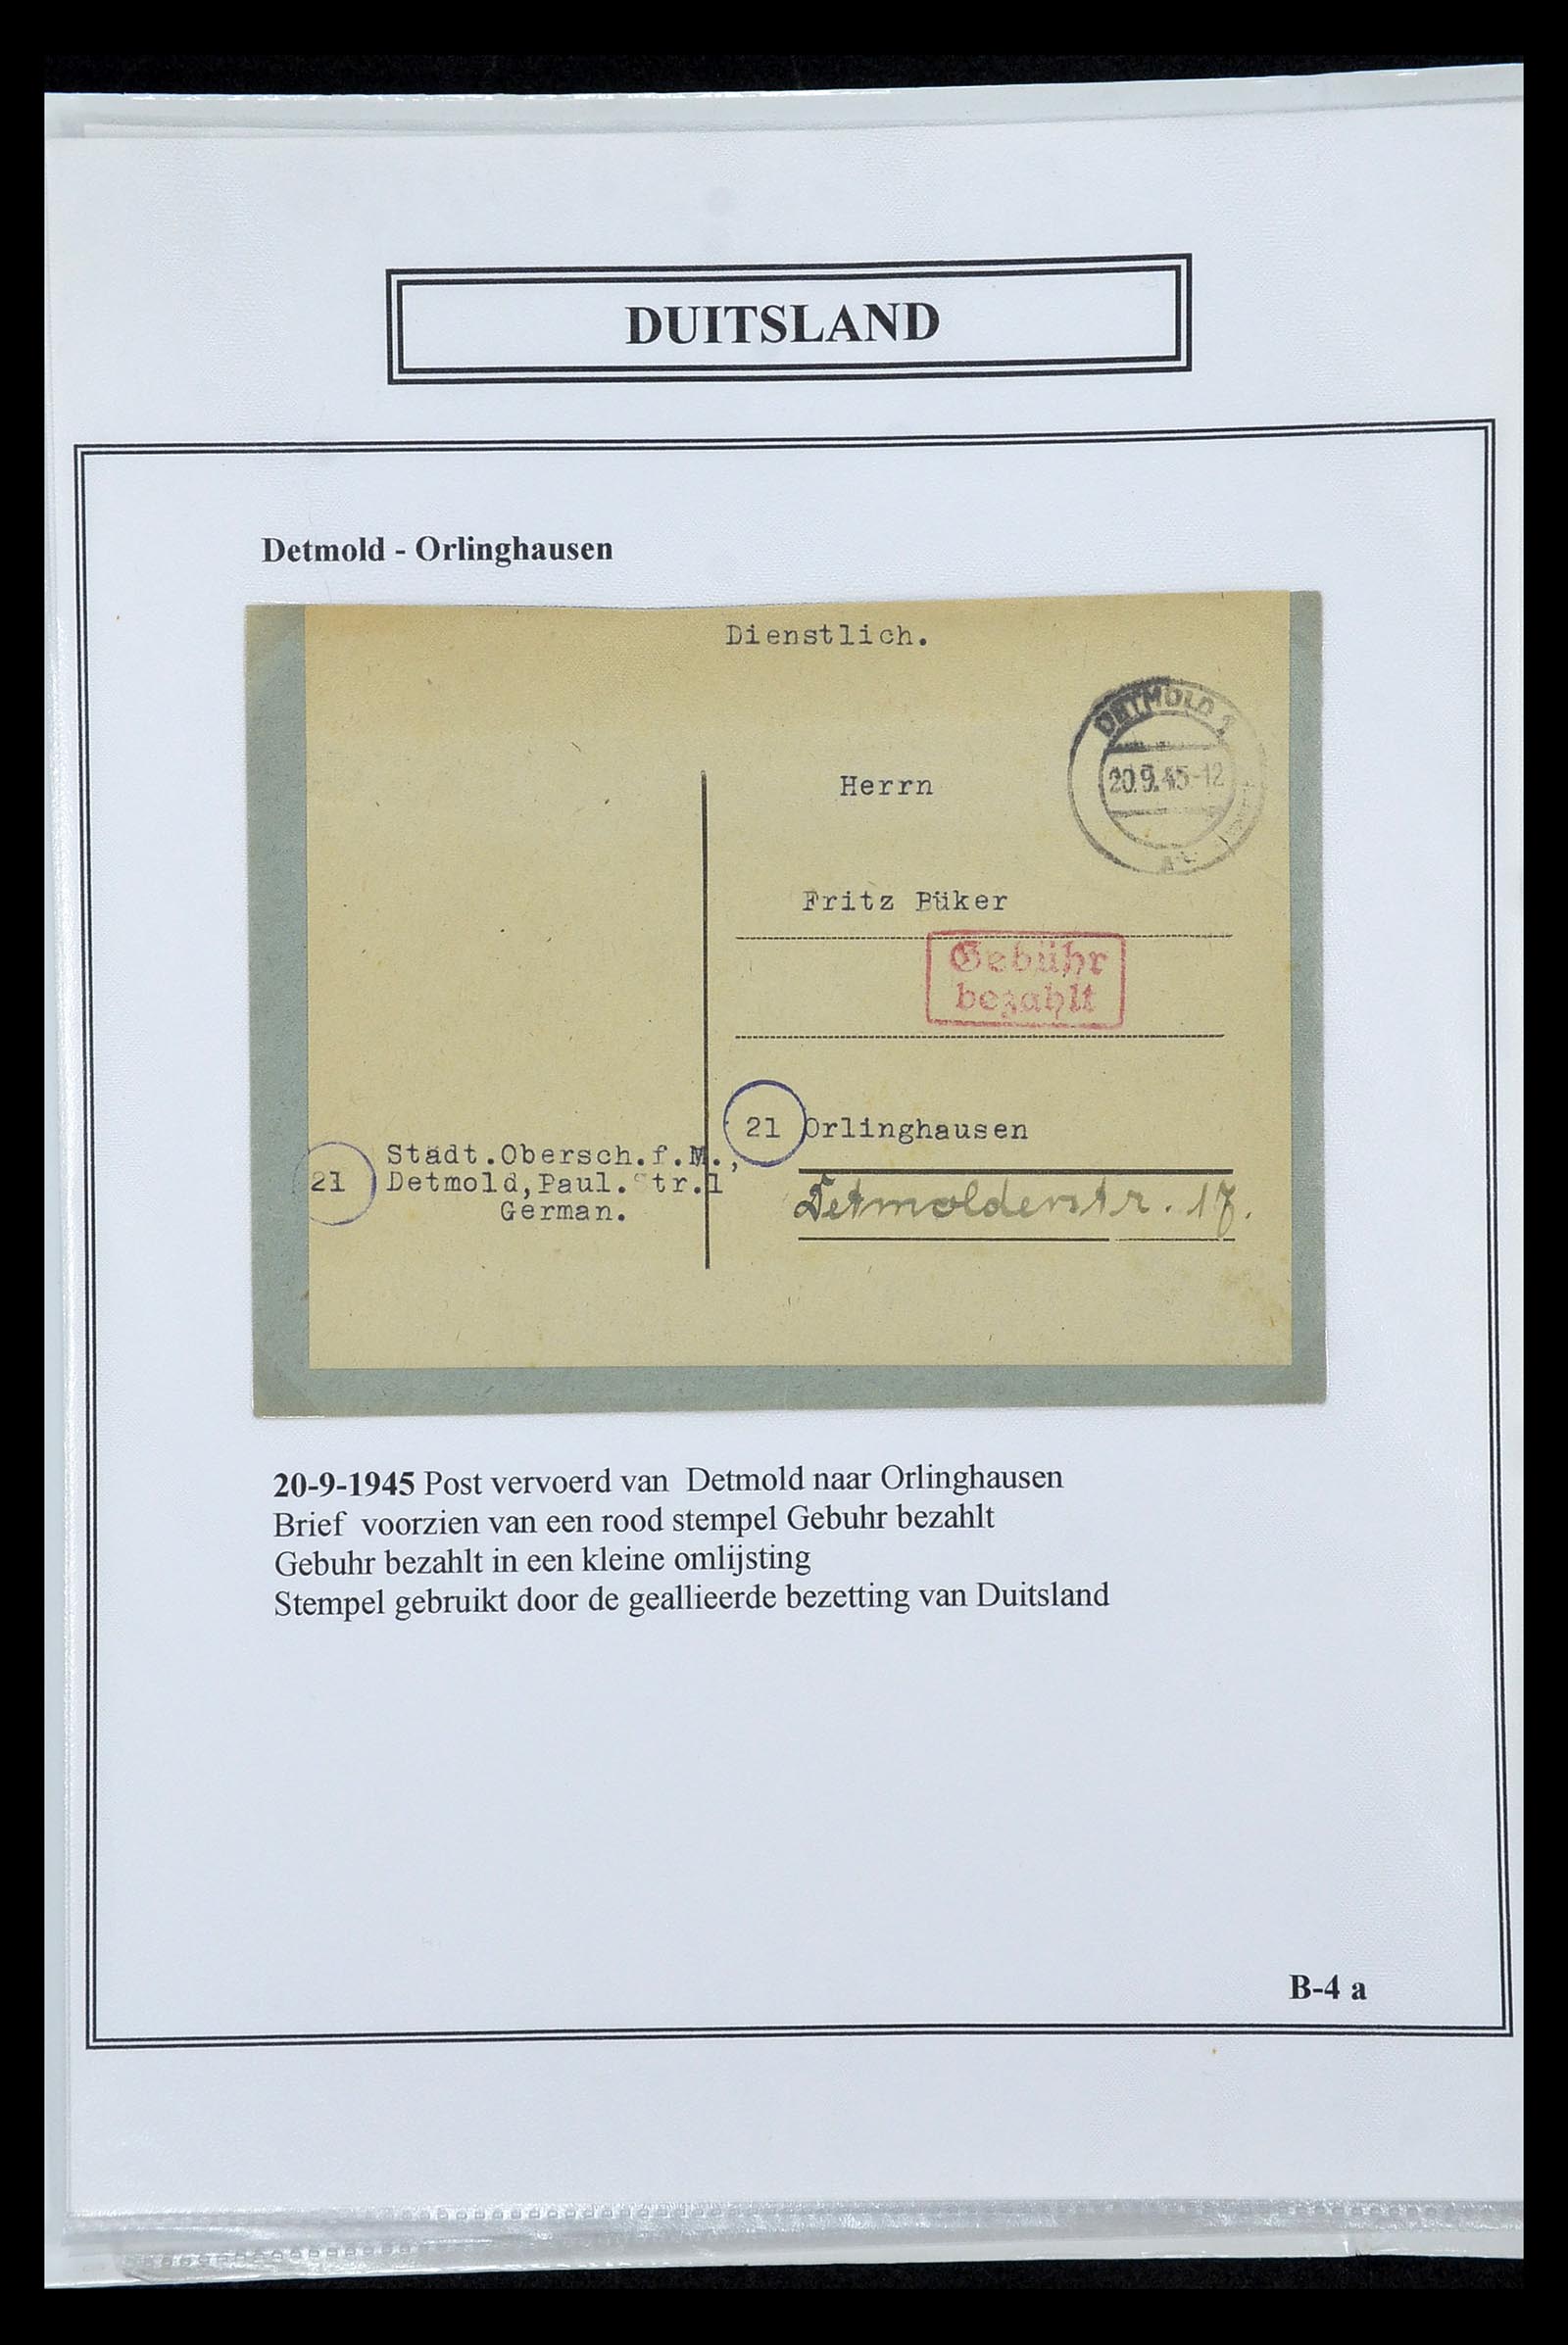 DUITSLAND
Detmold - Orlinghausen
Dienstlich.
DETMOLD 1
20.9.45-12
Herrn
Fritz Büker
Gebühr
bezahlt
21 Orlinghausen
Detmolderstr. 17.
Städt.Obersch.f.M.,
21 Detmold,Paul. Str.1
German.
20-9-1945 Post vervoerd van Detmold naar Orlinghausen
Brief voorzien van een rood stempel Gebuhr bezahlt
Gebuhr bezahlt in een kleine omlijsting
Stempel gebruikt door de geallieerde bezetting van Duitsland
B-4 a